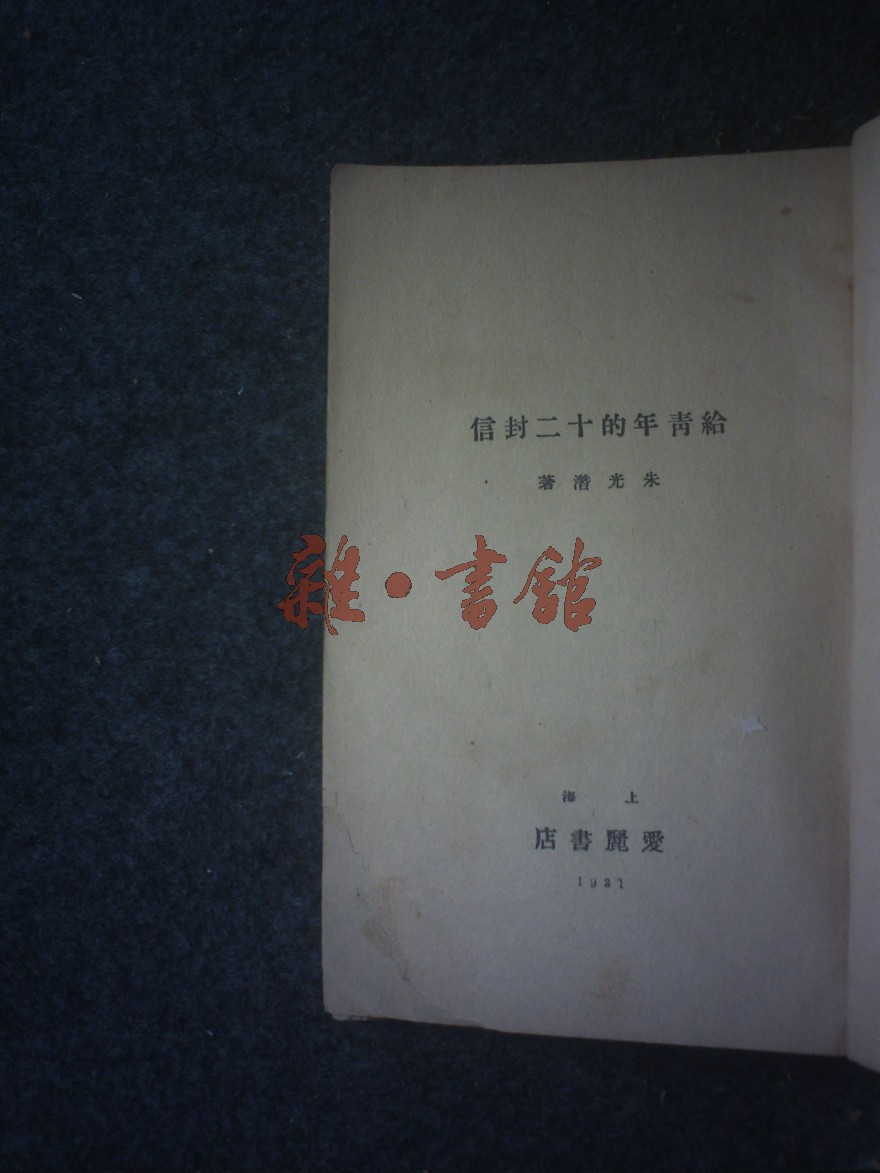 給青年的十二封信
朱光潛著
雜·書館
上海
愛麗書店
1931